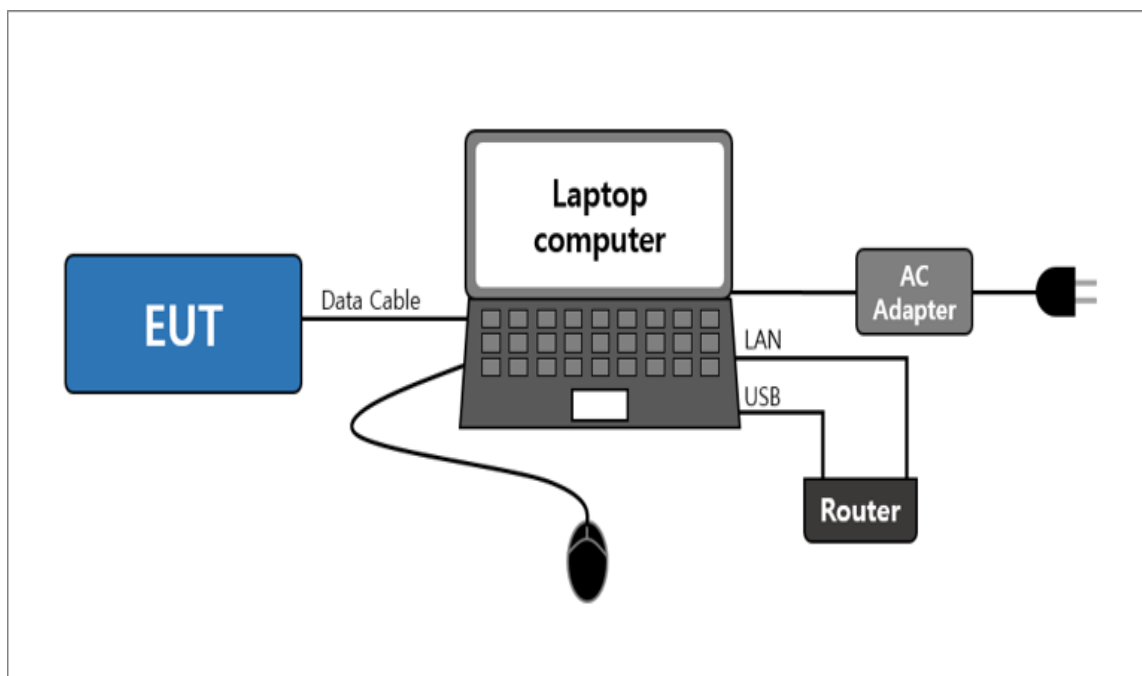 Laptop
computer
EUT
Data Cable
AC
Adapter
LAN
USB
Router